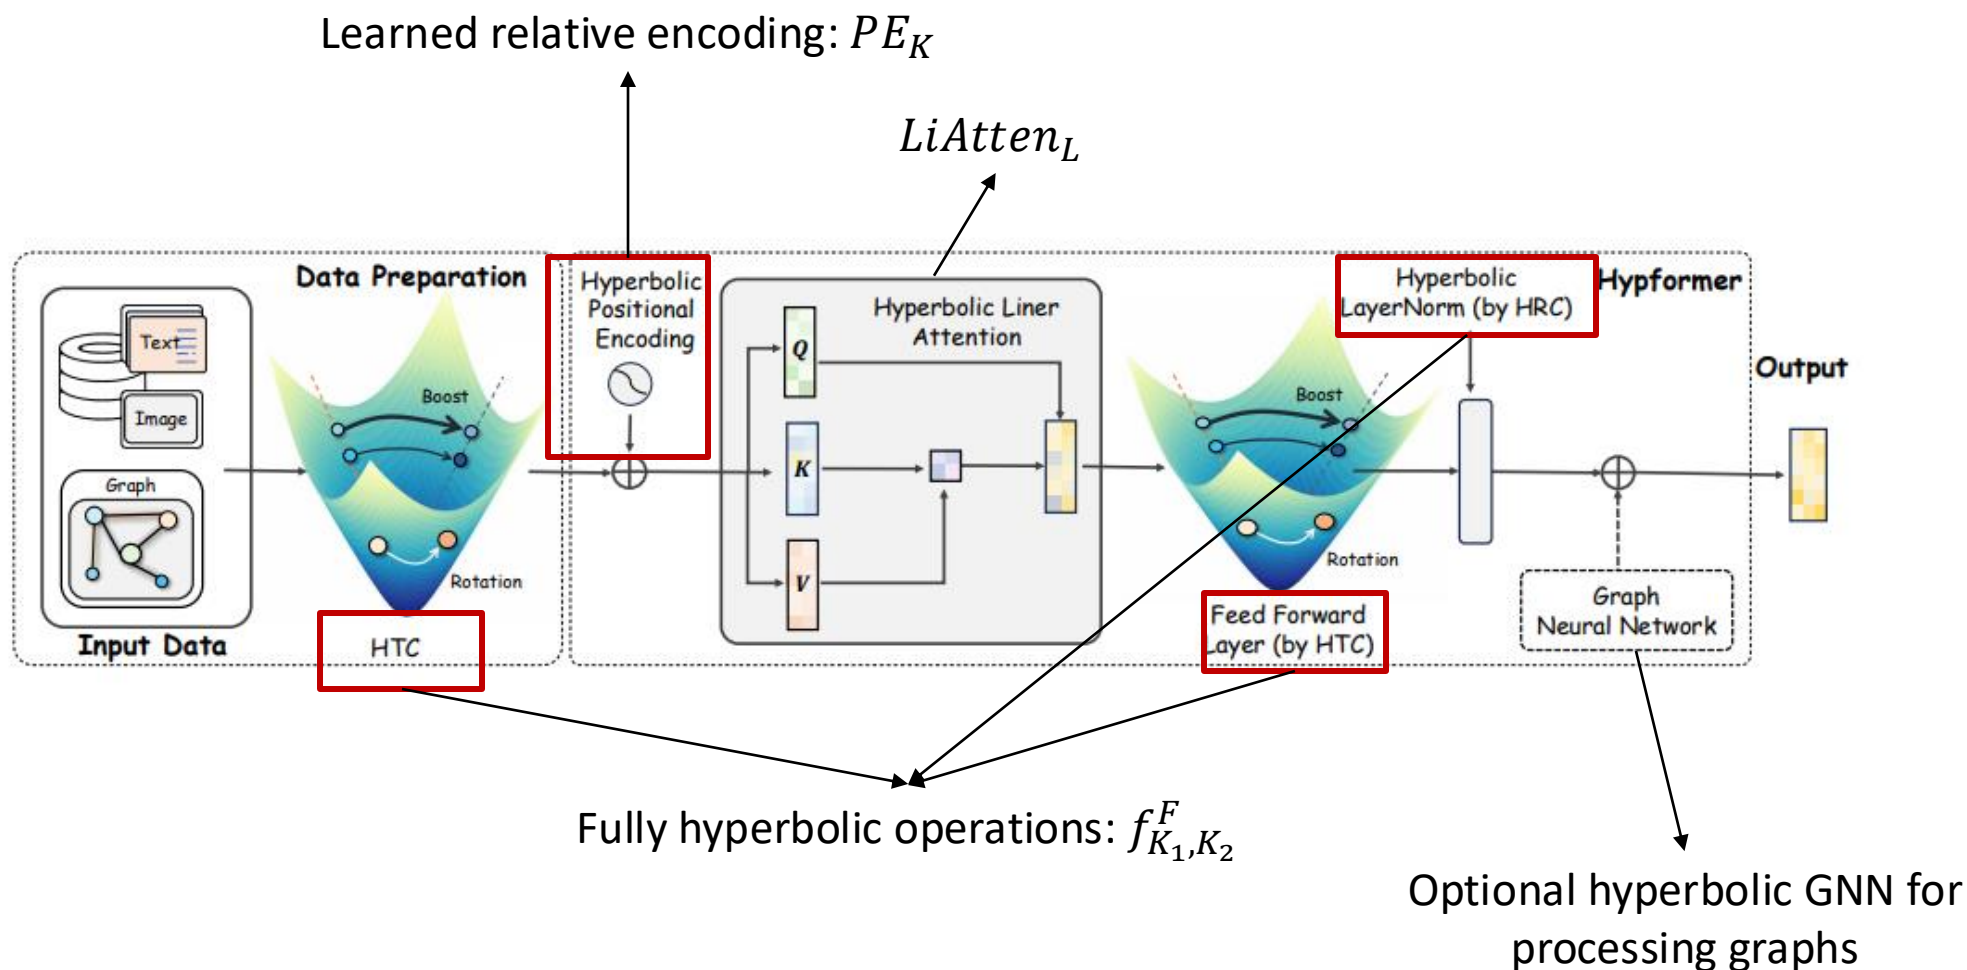 Learned relative encoding: $PE_K$
$LiAtten_L$
Data Preparation
Text
Image
Graph
Input Data
Boost
Rotation
HTC
Hyperbolic
Positional
Encoding
Hyperbolic Liner
Attention
Q
K
V
Boost
Rotation
Feed Forward
Layer (by HTC)
Hyperbolic
LayerNorm (by HRC)
Hypformer
Graph
Neural Network
Output
Fully hyperbolic operations: $f^F_{K_1,K_2}$
Optional hyperbolic GNN for
processing graphs